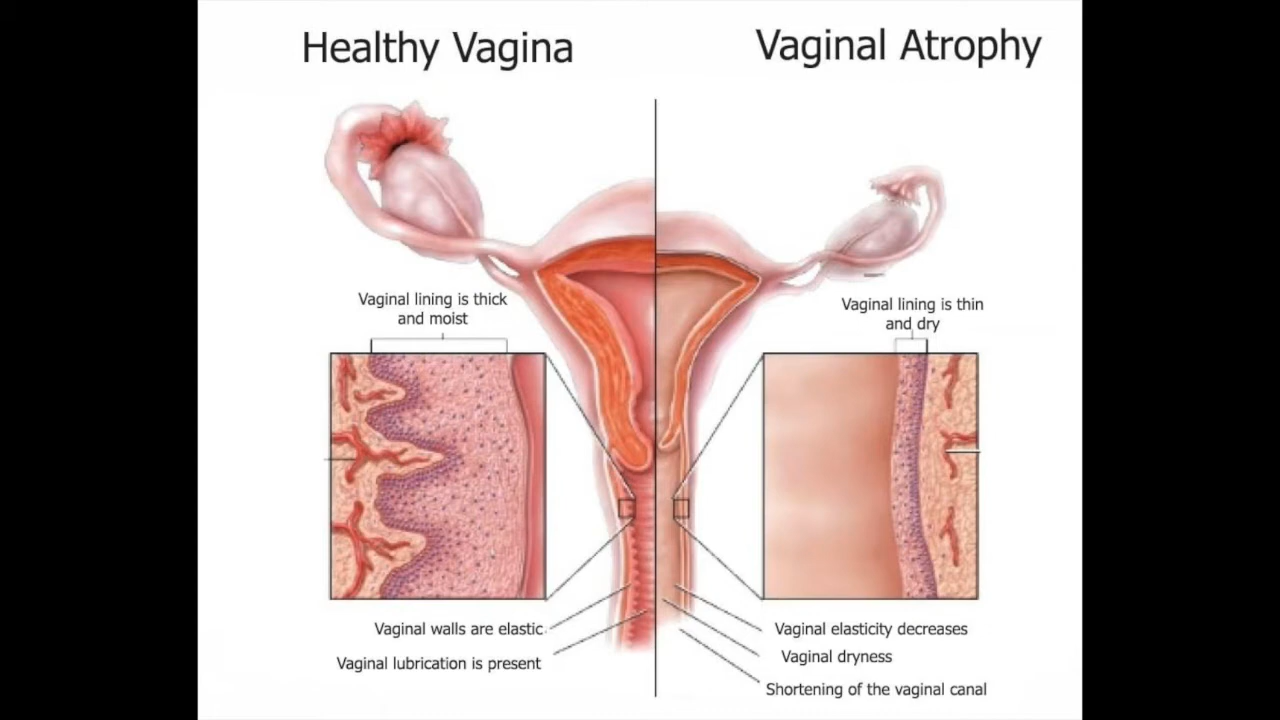 Healthy Vagina
Vaginal Atrophy
Vaginal lining is thick
and moist
Vaginal lining is thin
and dry
Vaginal walls are elastic
Vaginal lubrication is present
Vaginal elasticity decreases
Vaginal dryness
Shortening of the vaginal canal